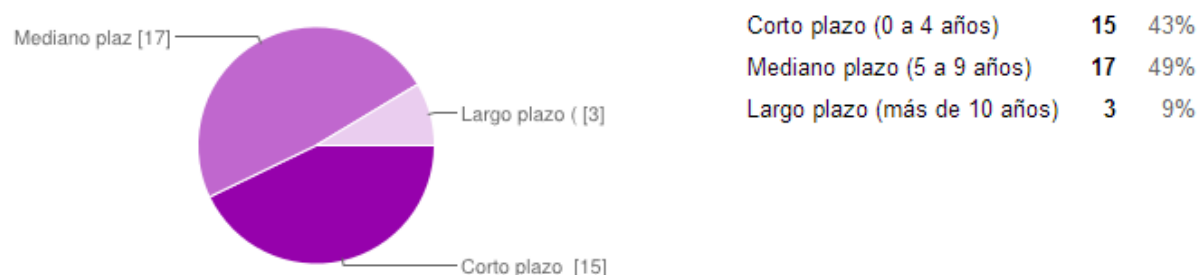 Mediano plaz [17]
Largo plazo ( [3]
Corto plazo [15]
Corto plazo (0 a 4 años) 15 43%
Mediano plazo (5 a 9 años) 17 49%
Largo plazo (más de 10 años) 3 9%